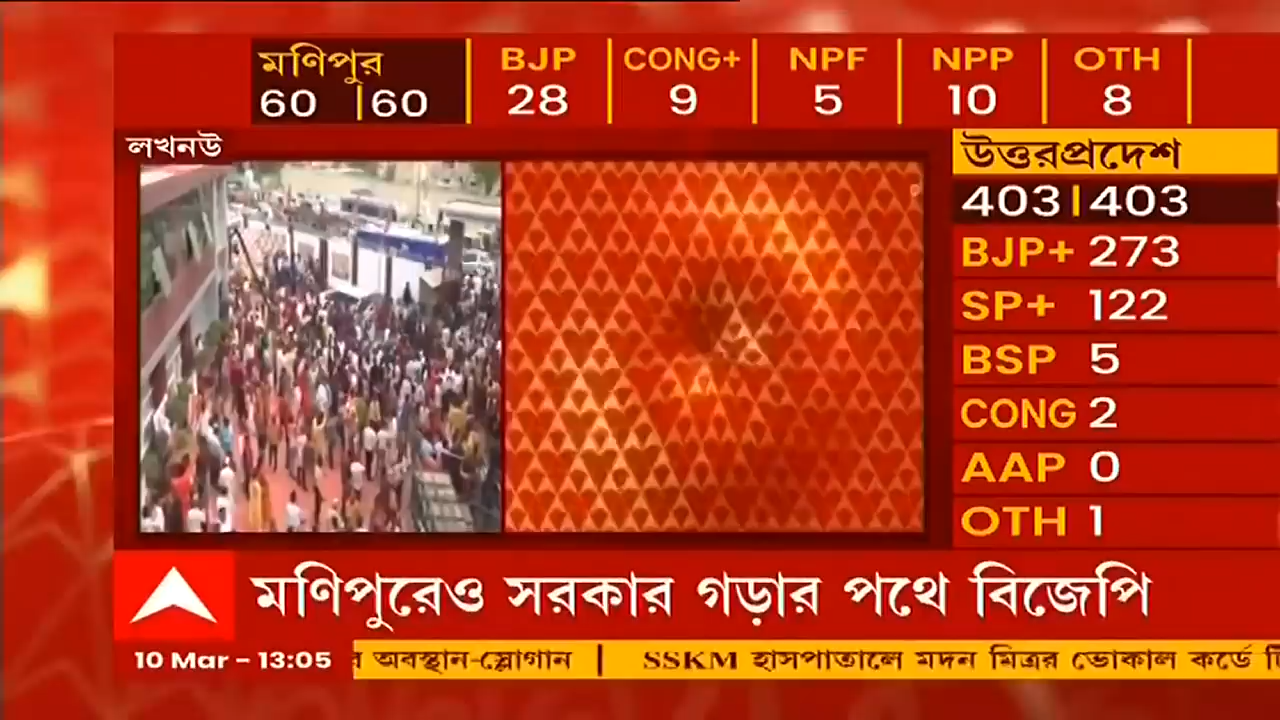 মণিপুর BJP CONG+ NPF NPP OTH
60 | 60 28 9 5 10 8
লখনউ
উত্তরপ্রদেশ
403 | 403
BJP+ 273
SP+ 122
BSP 5
CONG 2
AAP 0
OTH 1
মণিপুরেও সরকার গড়ার পথে বিজেপি
10 Mar - 13:05 র অবস্থান-স্লোগান | SSKM হাসপাতালে মদন মিত্রর ভোকাল কর্ডে